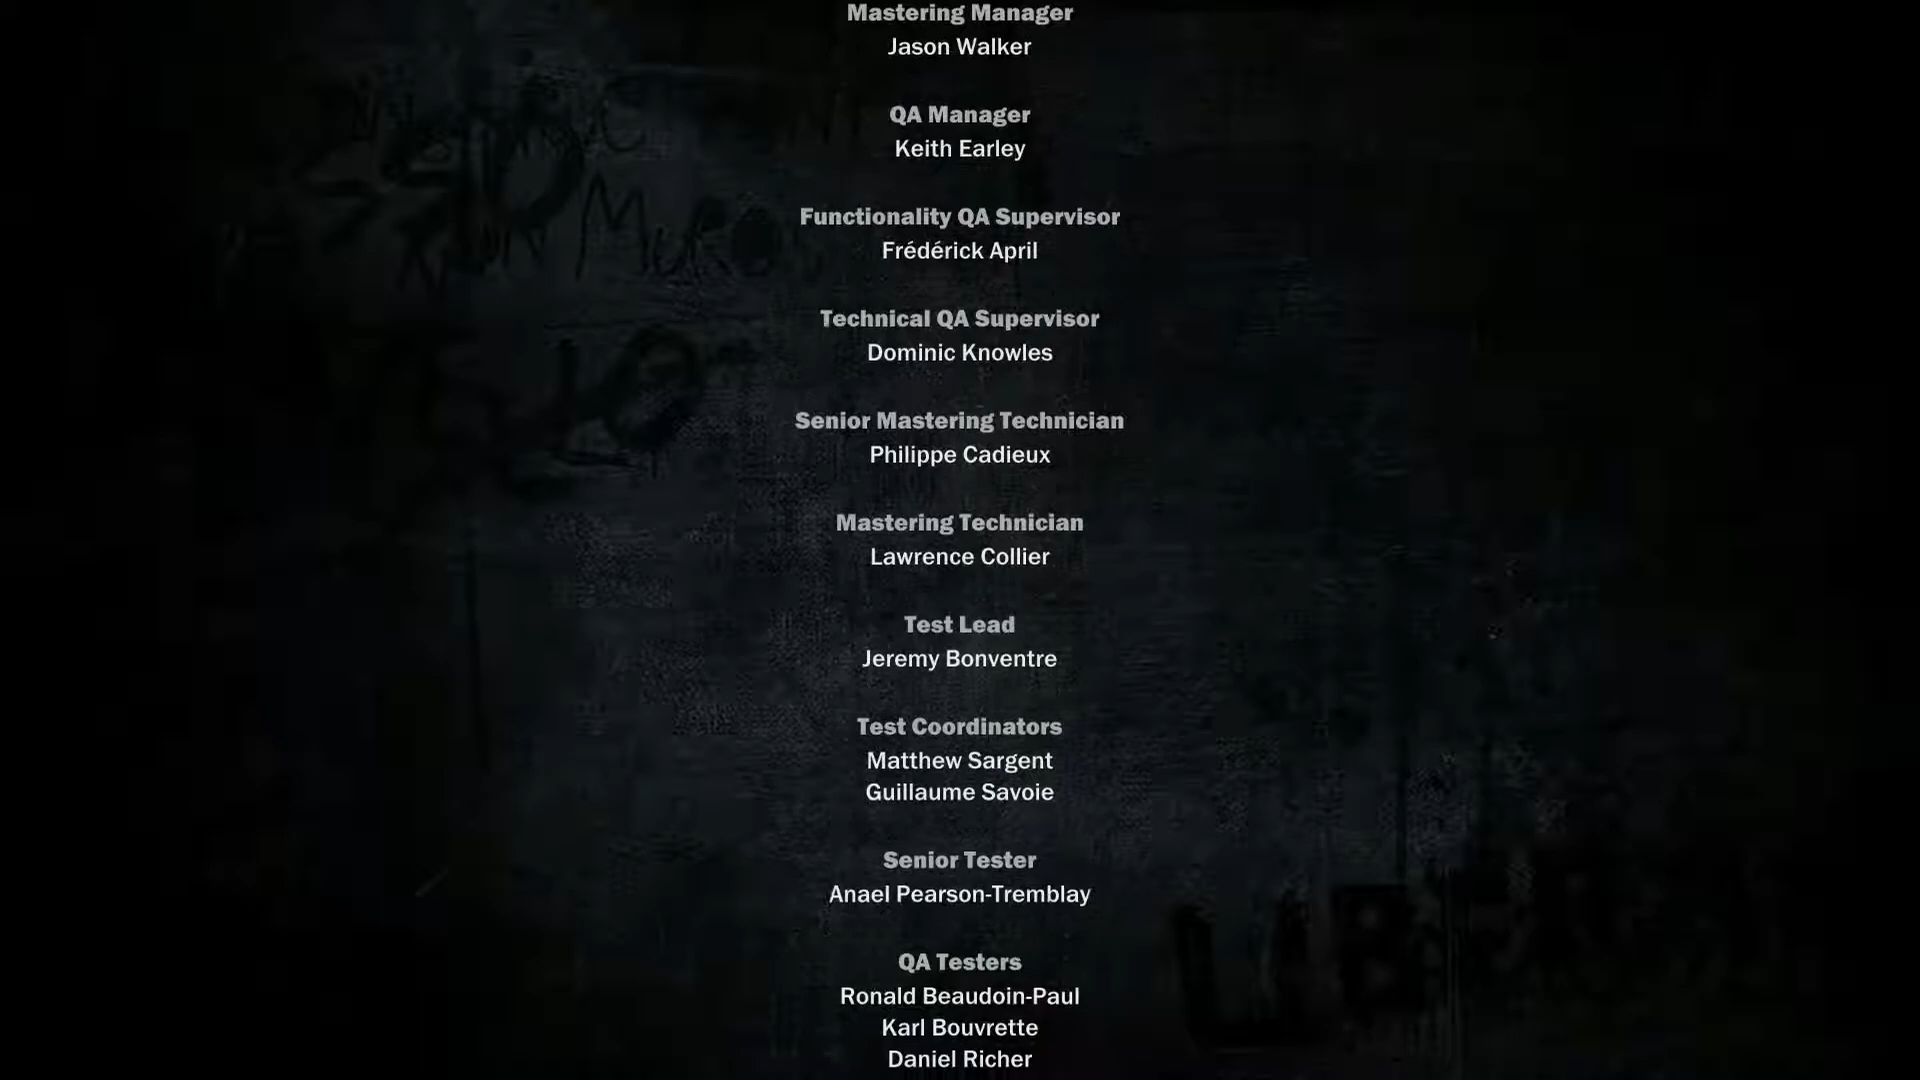 Mastering Manager
Jason Walker
QA Manager
Keith Earley
Functionality QA Supervisor
Frédérick April
Technical QA Supervisor
Dominic Knowles
Senior Mastering Technician
Philippe Cadieux
Mastering Technician
Lawrence Collier
Test Lead
Jeremy Bonventre
Test Coordinators
Matthew Sargent
Guillaume Savoie
Senior Tester
Anael Pearson-Tremblay
QA Testers
Ronald Beaudoin-Paul
Karl Bouvrette
Daniel Richer